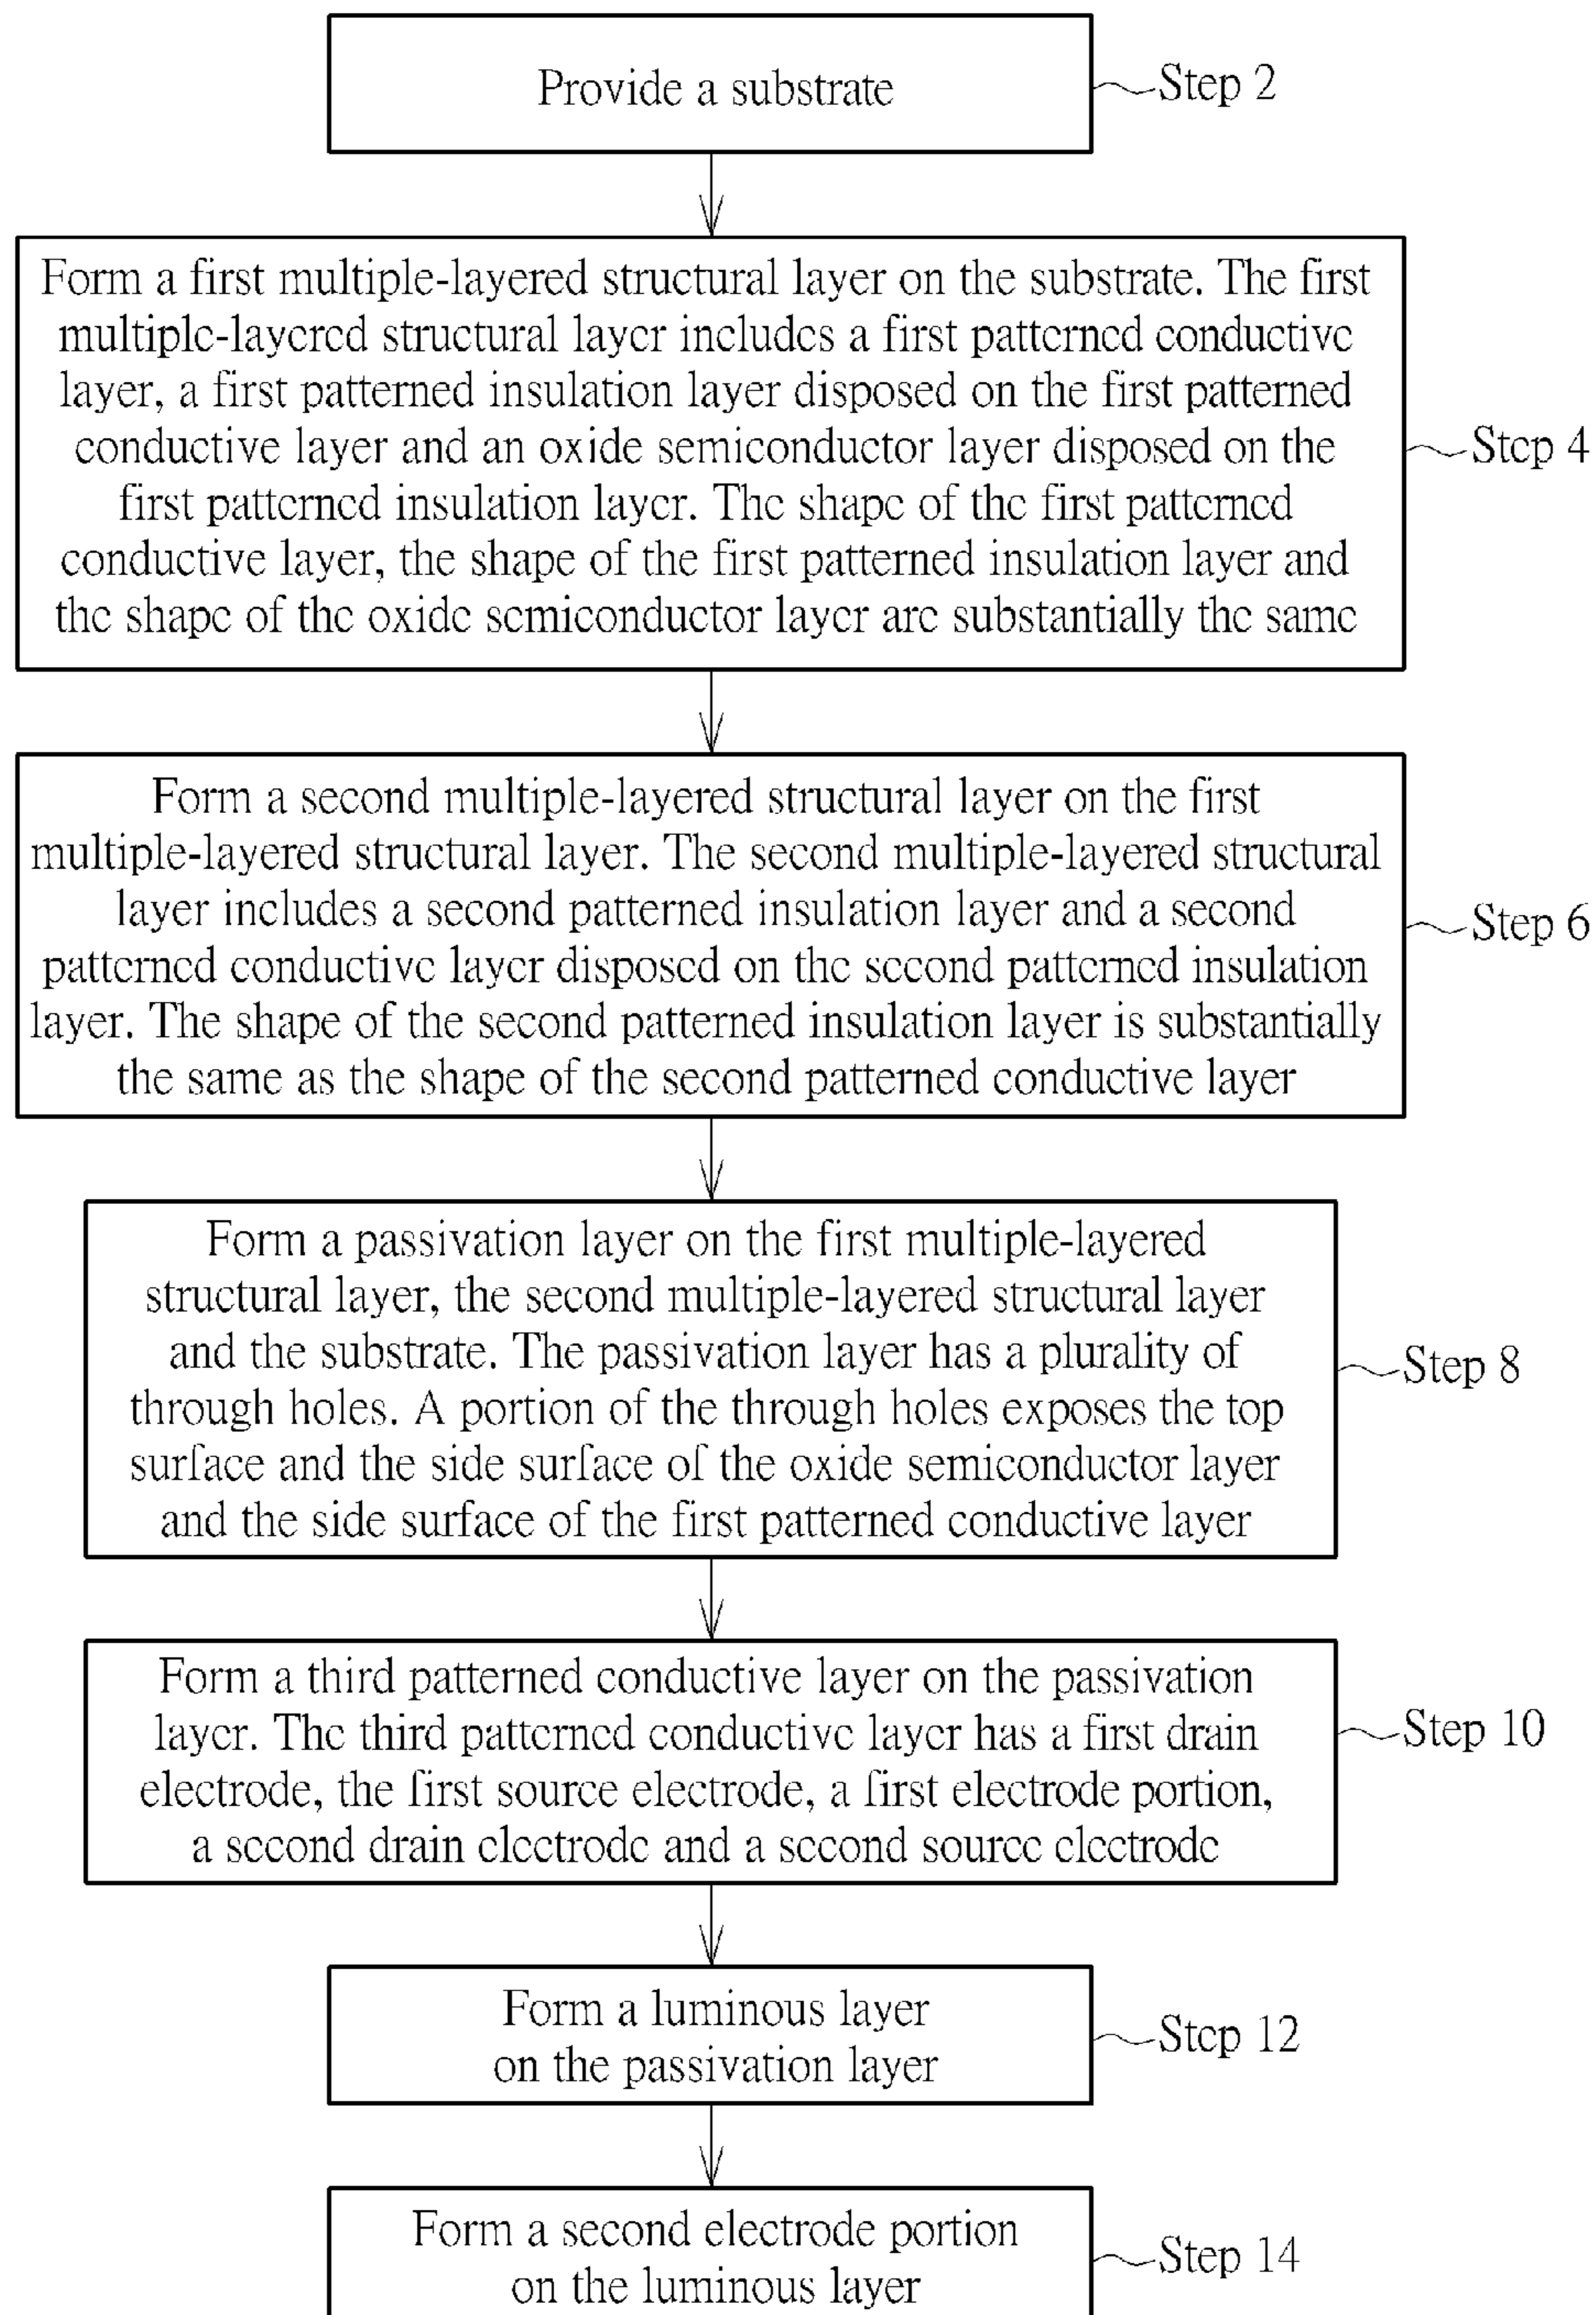 Provide a substrate
Step 2
Form a first multiple-layered structural layer on the substrate. The first
multiple-layered structural layer includes a first patterned conductive
layer, a first patterned insulation layer disposed on the first patterned
conductive layer and an oxide semiconductor layer disposed on the
first patterned insulation layer. The shape of the first patterned
conductive layer, the shape of the first patterned insulation layer and
the shape of the oxide semiconductor layer are substantially the same
Step 4
Form a second multiple-layered structural layer on the first
multiple-layered structural layer. The second multiple-layered structural
layer includes a second patterned insulation layer and a second
patterned conductive layer disposed on the second patterned insulation
layer. The shape of the second patterned insulation layer is substantially
the same as the shape of the second patterned conductive layer
Step 6
Form a passivation layer on the first multiple-layered
structural layer, the second multiple-layered structural layer
and the substrate. The passivation layer has a plurality of
through holes. A portion of the through holes exposes the top
surface and the side surface of the oxide semiconductor layer
and the side surface of the first patterned conductive layer
Step 8
Form a third patterned conductive layer on the passivation
layer. The third patterned conductive layer has a first drain
electrode, the first source electrode, a first electrode portion,
a second drain electrode and a second source electrode
Step 10
Form a luminous layer
on the passivation layer
Step 12
Form a second electrode portion
on the luminous layer
Step 14